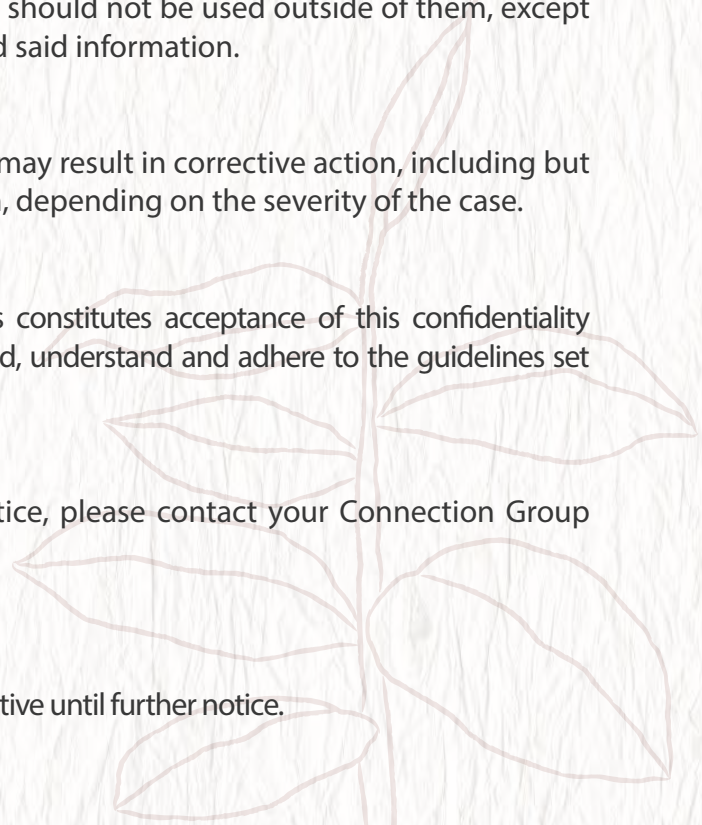 should not be used outside of them, except
said information.
may result in corrective action, including but
, depending on the severity of the case.
constitutes acceptance of this confidentiality
, understand and adhere to the guidelines set
tice, please contact your Connection Group
tive until further notice.